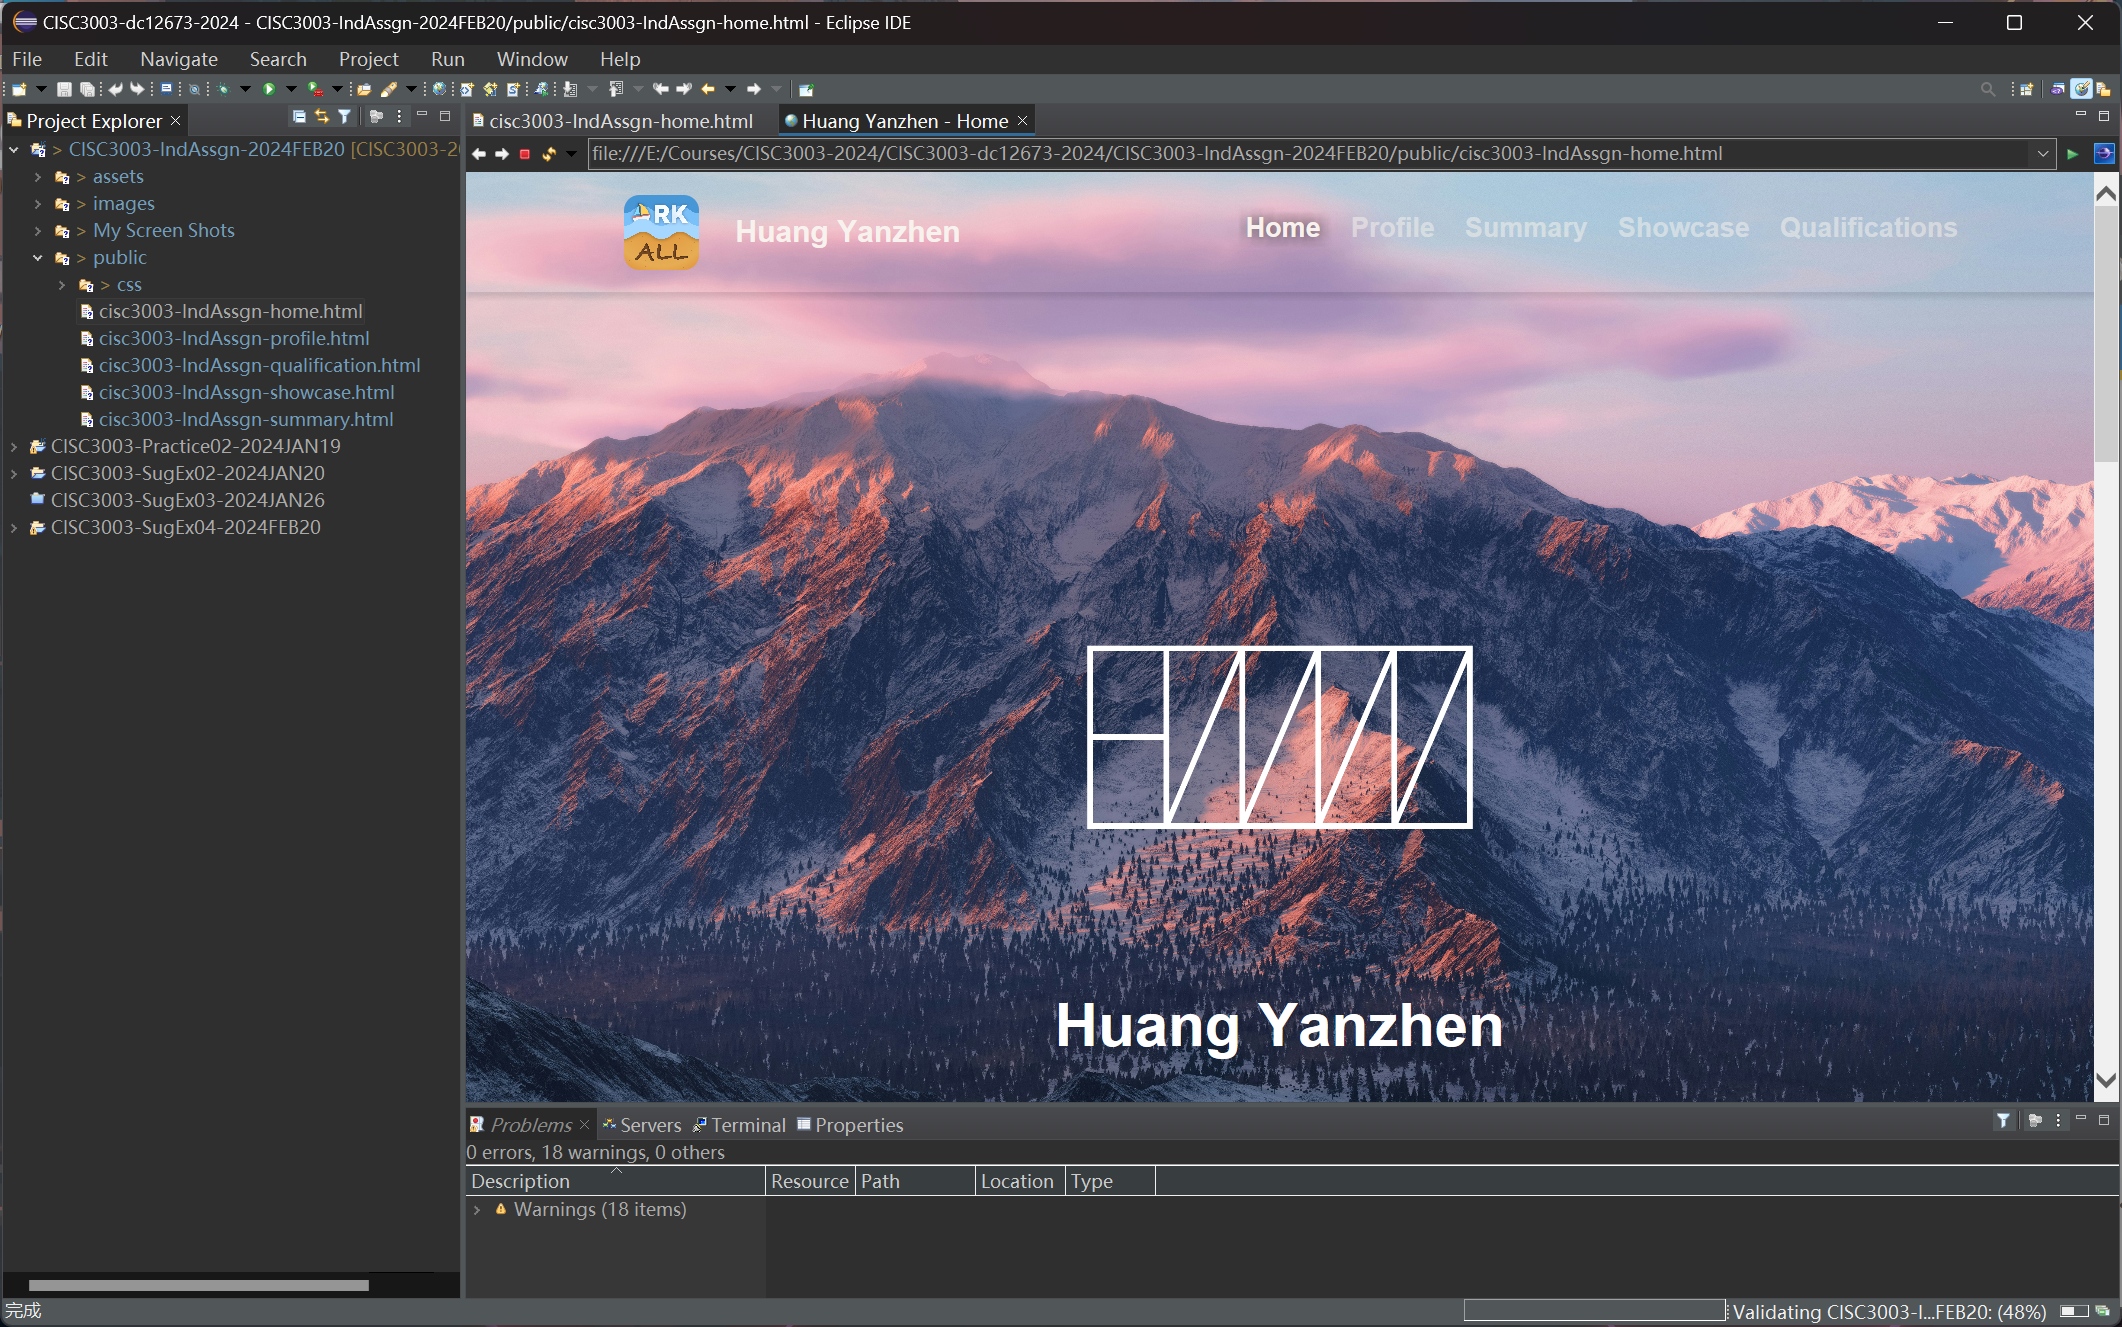 CISC3003-dc12673-2024 - CISC3003-IndAssgn-2024FEB20/public/cisc3003-IndAssgn-home.html - Eclipse IDE
File Edit Navigate Search Project Run Window Help
Project Explorer
CISC3003-IndAssgn-2024FEB20 [CISC3003-2
> assets
> images
> My Screen Shots
> public
> css
cisc3003-IndAssgn-home.html
cisc3003-IndAssgn-profile.html
cisc3003-IndAssgn-qualification.html
cisc3003-IndAssgn-showcase.html
cisc3003-IndAssgn-summary.html
CISC3003-Practice02-2024JAN19
CISC3003-SugEx02-2024JAN20
CISC3003-SugEx03-2024JAN26
CISC3003-SugEx04-2024FEB20
cisc3003-IndAssgn-home.html Huang Yanzhen - Home
file:///E:/Courses/CISC3003-2024/CISC3003-dc12673-2024/CISC3003-IndAssgn-2024FEB20/public/cisc3003-IndAssgn-home.html
RK
ALL
Huang Yanzhen
Home Profile Summary Showcase Qualifications
Huang Yanzhen
Problems Servers Terminal Properties
0 errors, 18 warnings, 0 others
Description Resource Path Location Type
Warnings (18 items)
完成
Validating CISC3003-I...FEB20: (48%)